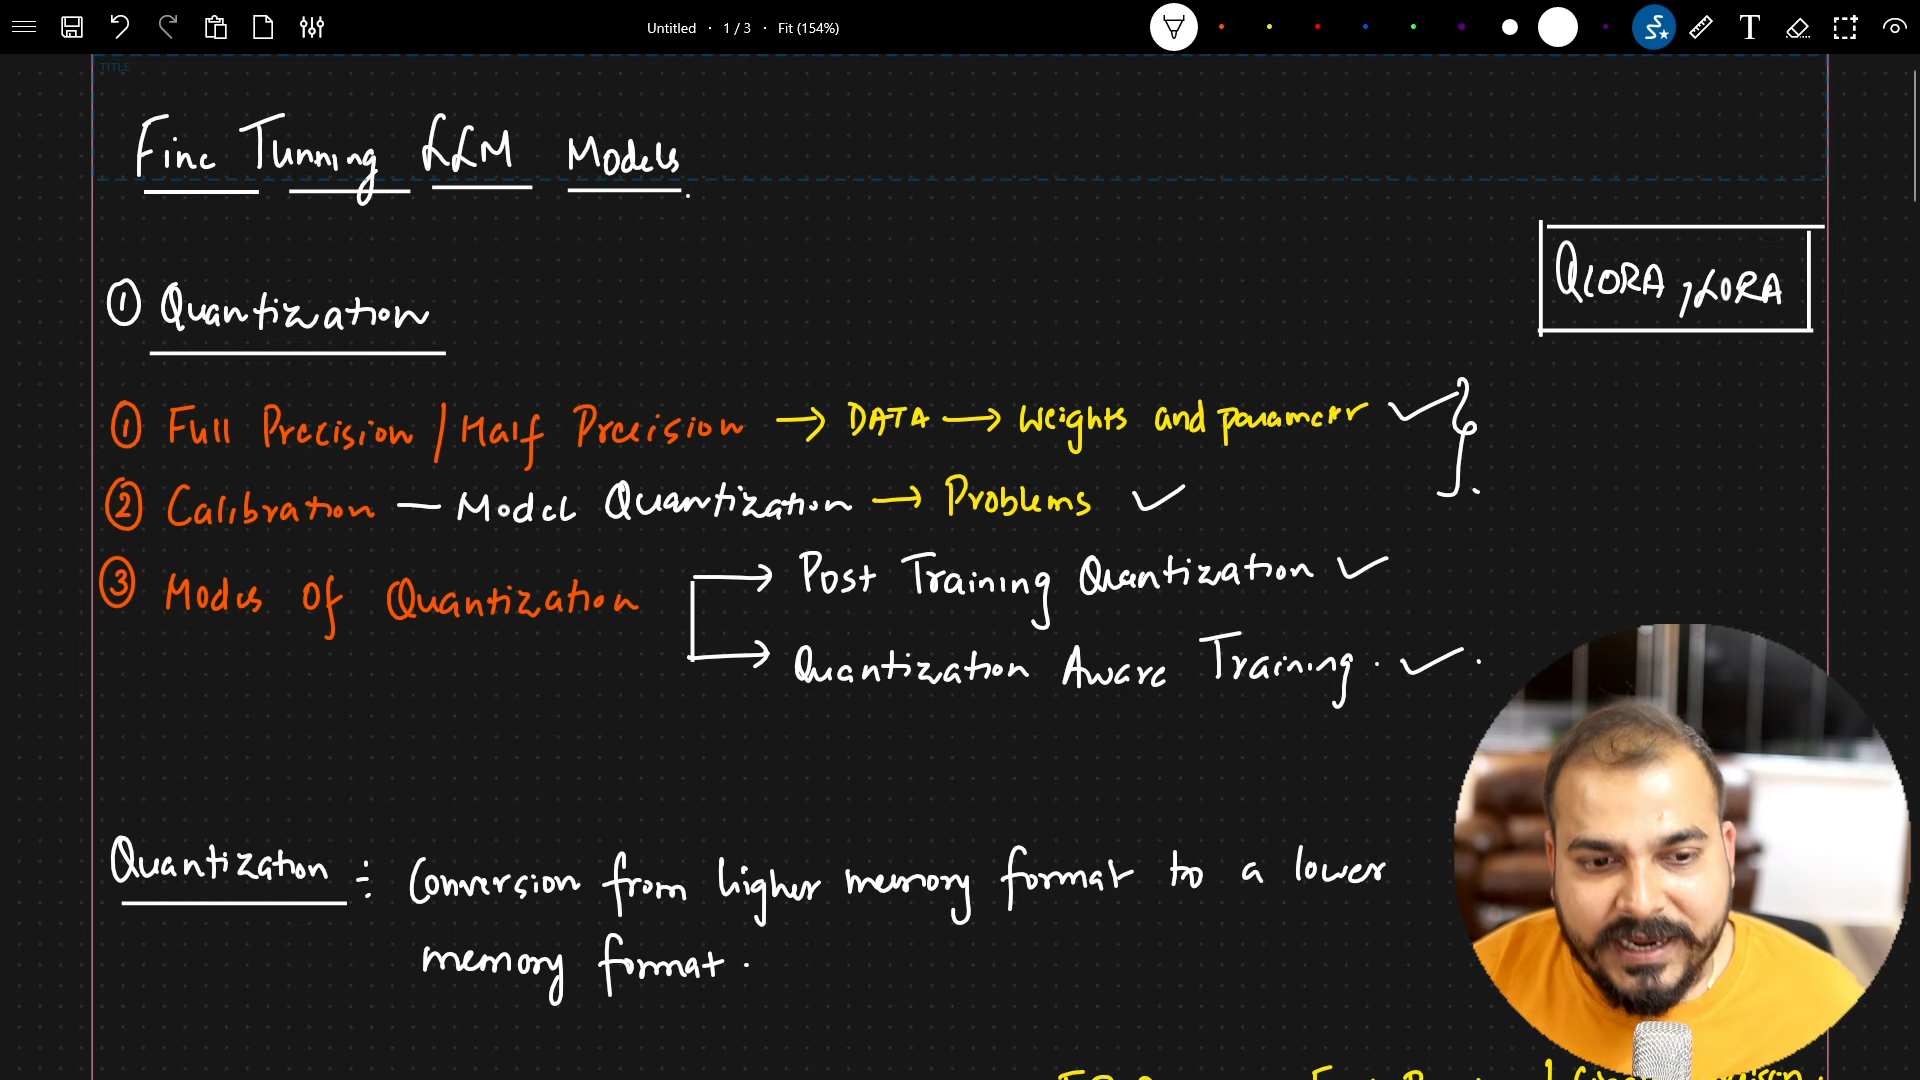 Untitled · 1 / 3 · Fit (154%)
TITLE
Fine Tunning LLM Models.
① Quantization
QLORA, LORA
① Full Precision / Half Precision → DATA → Weights and parameter ✓
② Calibration — Model Quantization → Problems ✓
③ Modes Of Quantization
→ Post Training Quantization ✓
→ Quantization Aware Training. ✓.
Quantization ÷ Conversion from higher memory format to a lower
memory format.